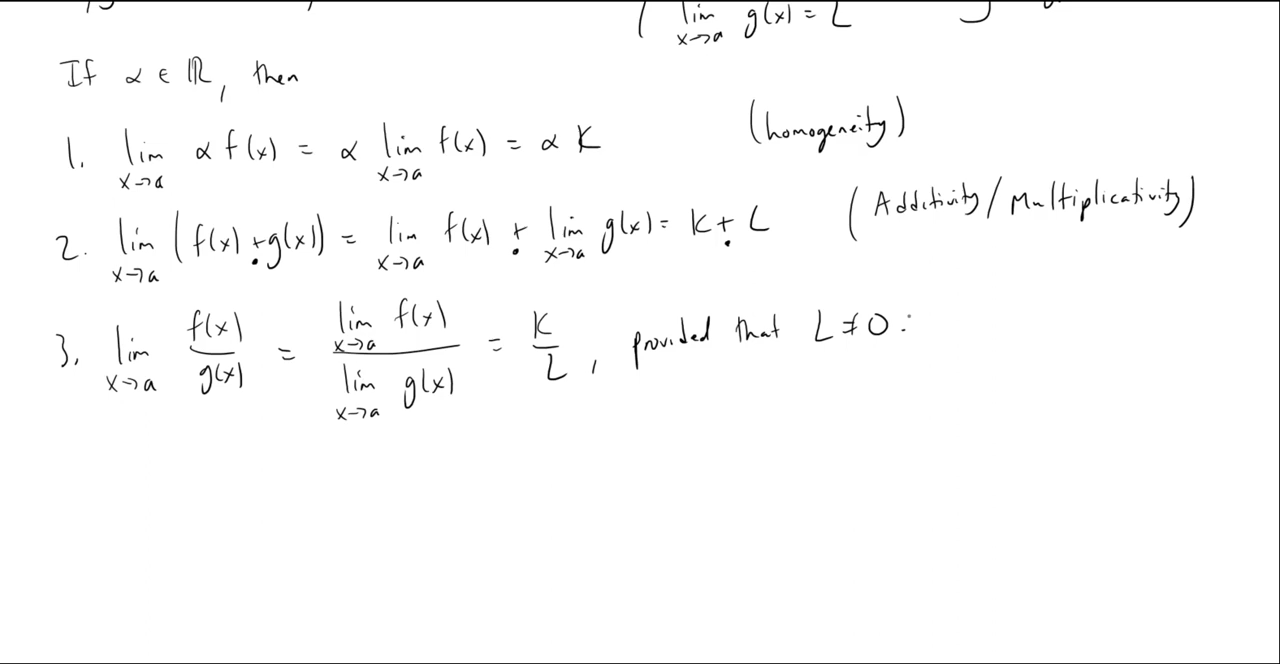 lim x→a g(x) = L
If α ∈ ℝ, then
1. lim x→a α f(x) = α lim x→a f(x) = α K (homogeneity)
2. lim x→a (f(x) +̣ g(x)) = lim x→a f(x) +̣ lim x→a g(x) = K +̣ L (Additivity/Multiplicativity)
3. lim x→a f(x)/g(x) = lim x→a f(x) / lim x→a g(x) = K/L, provided that L ≠ 0 :